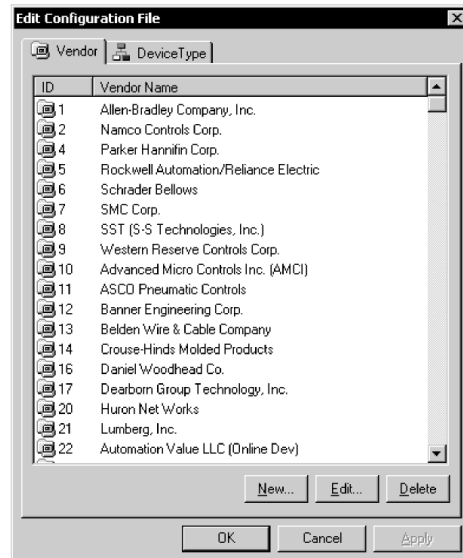 Edit Configuration File
Vendor DeviceType
ID Vendor Name
1 Allen-Bradley Company, Inc.
2 Namco Controls Corp.
4 Parker Hannifin Corp.
5 Rockwell Automation/Reliance Electric
6 Schrader Bellows
7 SMC Corp.
8 SST (S-S Technologies, Inc.)
9 Western Reserve Controls Corp.
10 Advanced Micro Controls Inc. (AMCI)
11 ASCO Pneumatic Controls
12 Banner Engineering Corp.
13 Belden Wire & Cable Company
14 Crouse-Hinds Molded Products
16 Daniel Woodhead Co.
17 Dearborn Group Technology, Inc.
20 Huron Net Works
21 Lumberg, Inc.
22 Automation Value LLC (Online Dev)
New... Edit... Delete
OK Cancel Apply